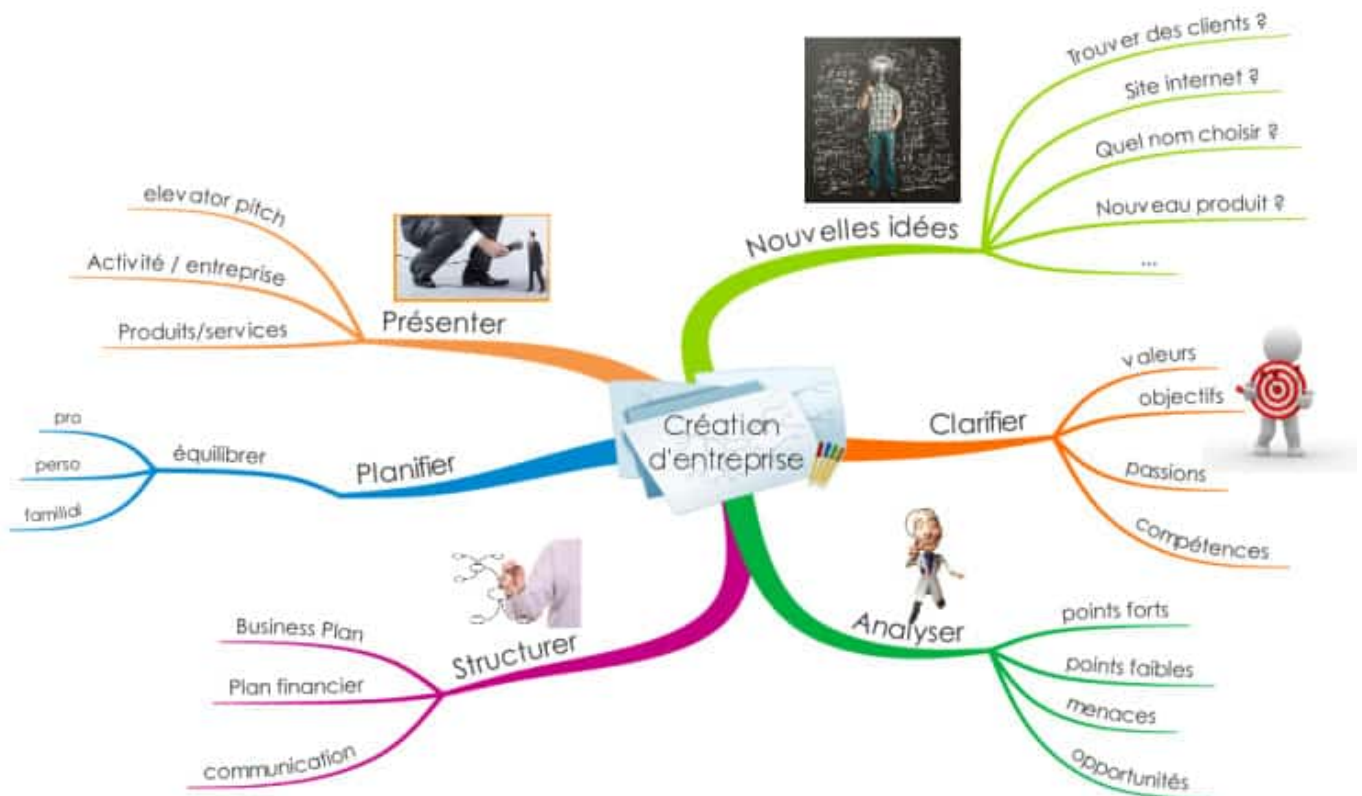 Création
d'entreprise
Nouvelles idées
Trouver des clients ?
Site internet ?
Quel nom choisir ?
Nouveau produit ?
...
Clarifier
valeurs
objectifs
passions
compétences
Analyser
points forts
points faibles
menaces
opportunités
Structurer
Business Plan
Plan financier
communication
Planifier
équilibrer
pro
perso
familial
Présenter
elevator pitch
Activité / entreprise
Produits/services